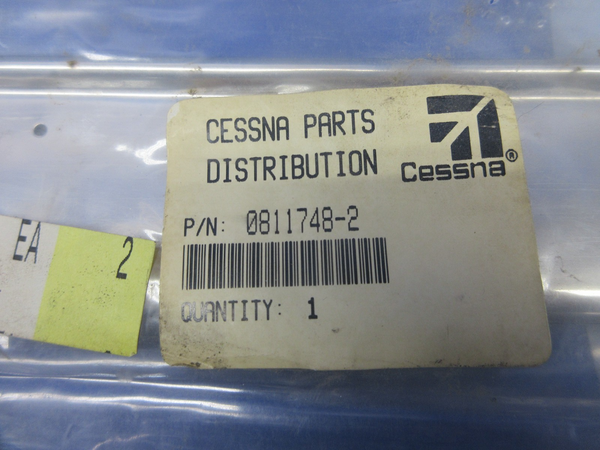 CESSNA PARTS
DISTRIBUTION
Cessna®
P/N: 0811748-2
QUANTITY: 1
EA 2